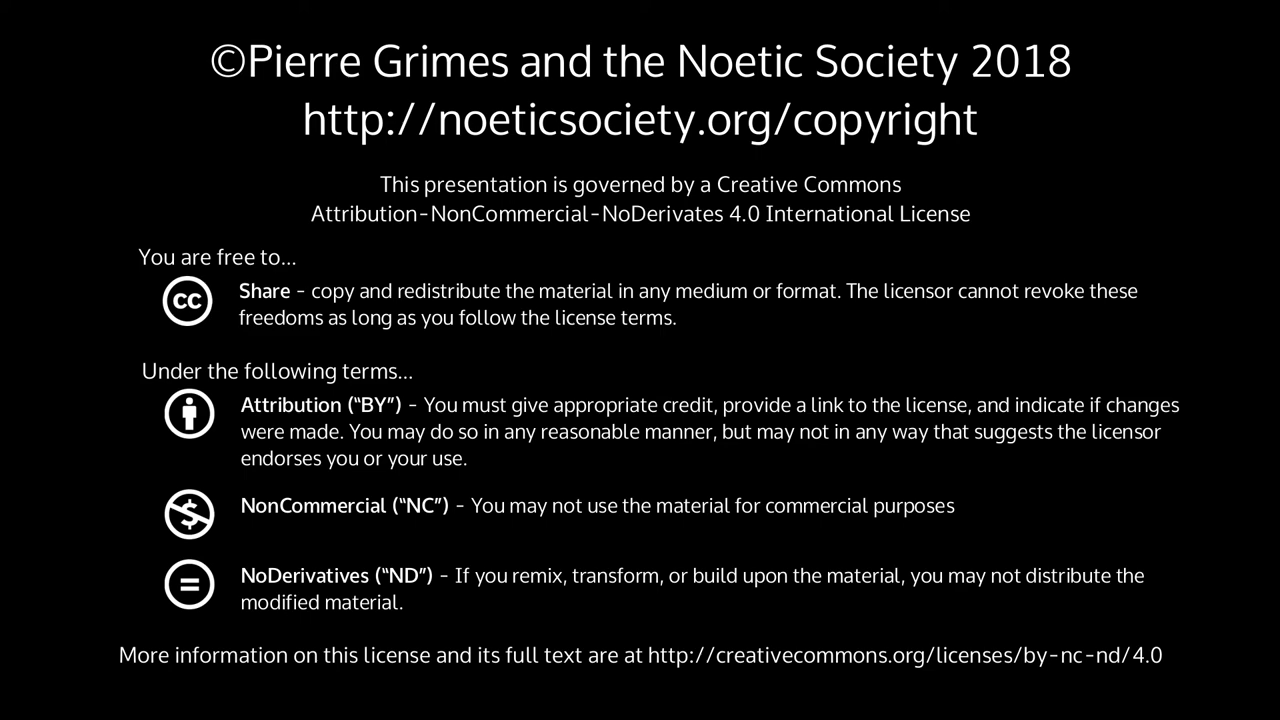 ©Pierre Grimes and the Noetic Society 2018
http://noeticsociety.org/copyright
This presentation is governed by a Creative Commons
Attribution-NonCommercial-NoDerivates 4.0 International License
You are free to...
CC
Share - copy and redistribute the material in any medium or format. The licensor cannot revoke these
freedoms as long as you follow the license terms.
Under the following terms...
Attribution (“BY”) - You must give appropriate credit, provide a link to the license, and indicate if changes
were made. You may do so in any reasonable manner, but may not in any way that suggests the licensor
endorses you or your use.
NonCommercial (“NC”) - You may not use the material for commercial purposes
NoDerivatives (“ND”) - If you remix, transform, or build upon the material, you may not distribute the
modified material.
More information on this license and its full text are at http://creativecommons.org/licenses/by-nc-nd/4.0